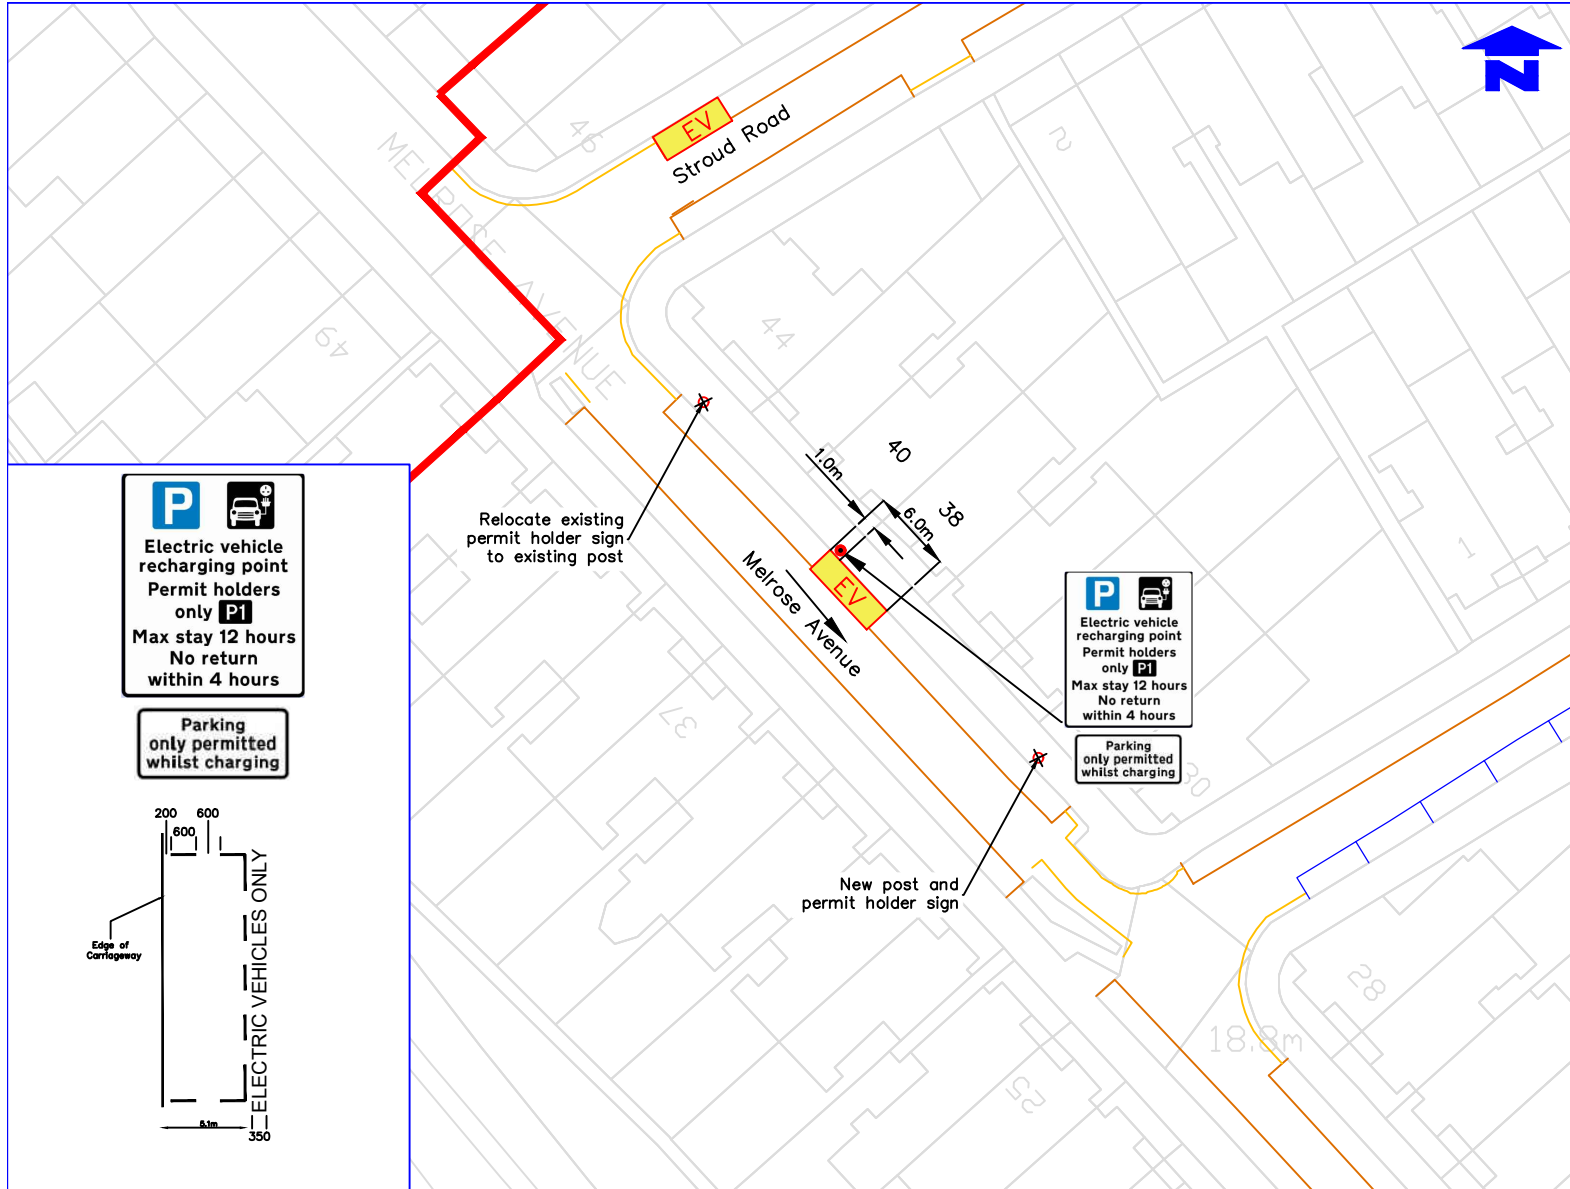 N
46
EV
Stroud Road
2
MELROSE AVENUE
49
44
40
1.0m
38
6.0m
Relocate existing
permit holder sign
to existing post
EV
Melrose Avenue
1
37
P
Electric vehicle
recharging point
Permit holders
only P1
Max stay 12 hours
No return
within 4 hours
Parking
only permitted
whilst charging
30
New post and
permit holder sign
28
18.8m
25
P
Electric vehicle
recharging point
Permit holders
only P1
Max stay 12 hours
No return
within 4 hours
Parking
only permitted
whilst charging
200
600
600
Edge of
Carriageway
ELECTRIC VEHICLES ONLY
350